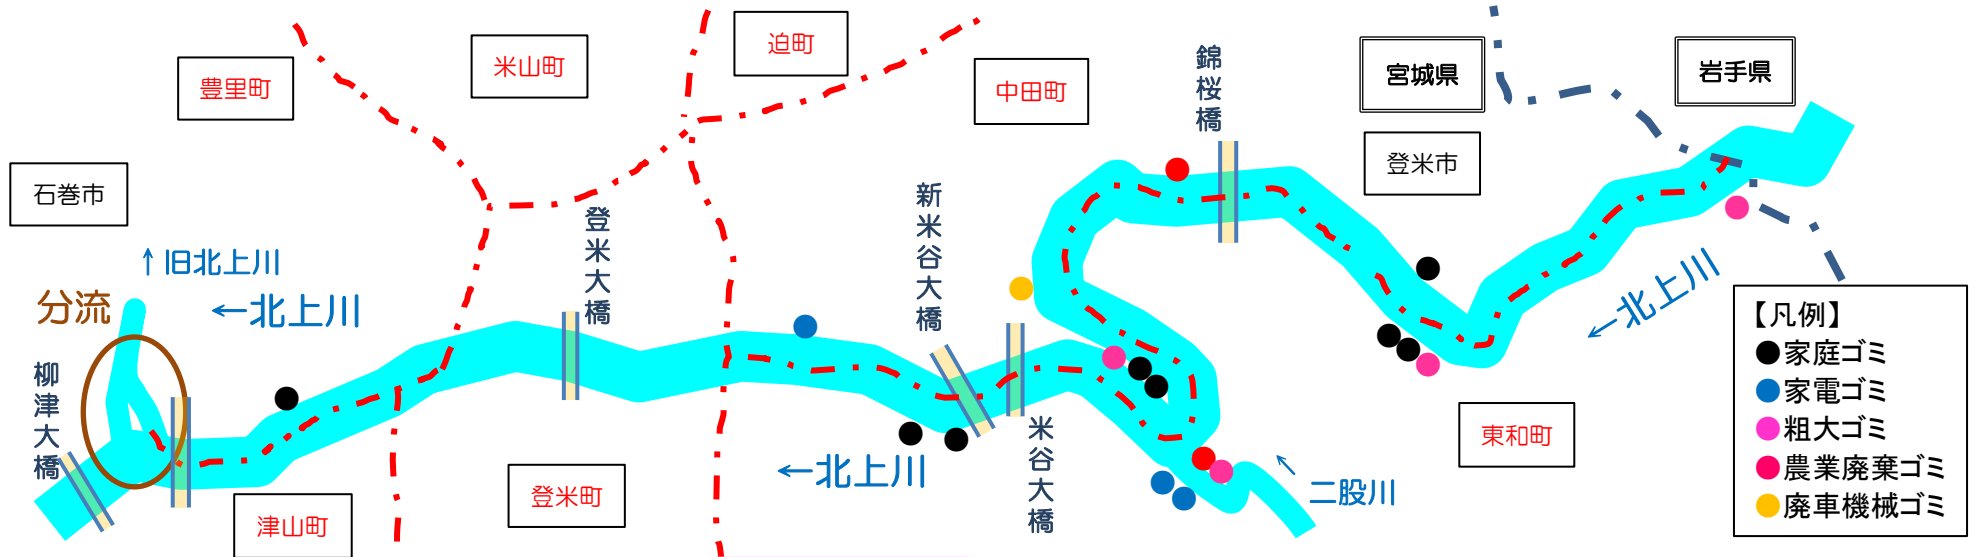 豊里町
米山町
迫町
中田町
錦桜橋
宮城県
岩手県
石巻市
登米市
登米大橋
新米谷大橋
↑旧北上川
分流
←北上川
←北上川
柳津大橋
【凡例】
家庭ゴミ
家電ゴミ
粗大ゴミ
農業廃棄ゴミ
廃車機械ゴミ
米谷大橋
東和町
←北上川
二股川
登米町
津山町